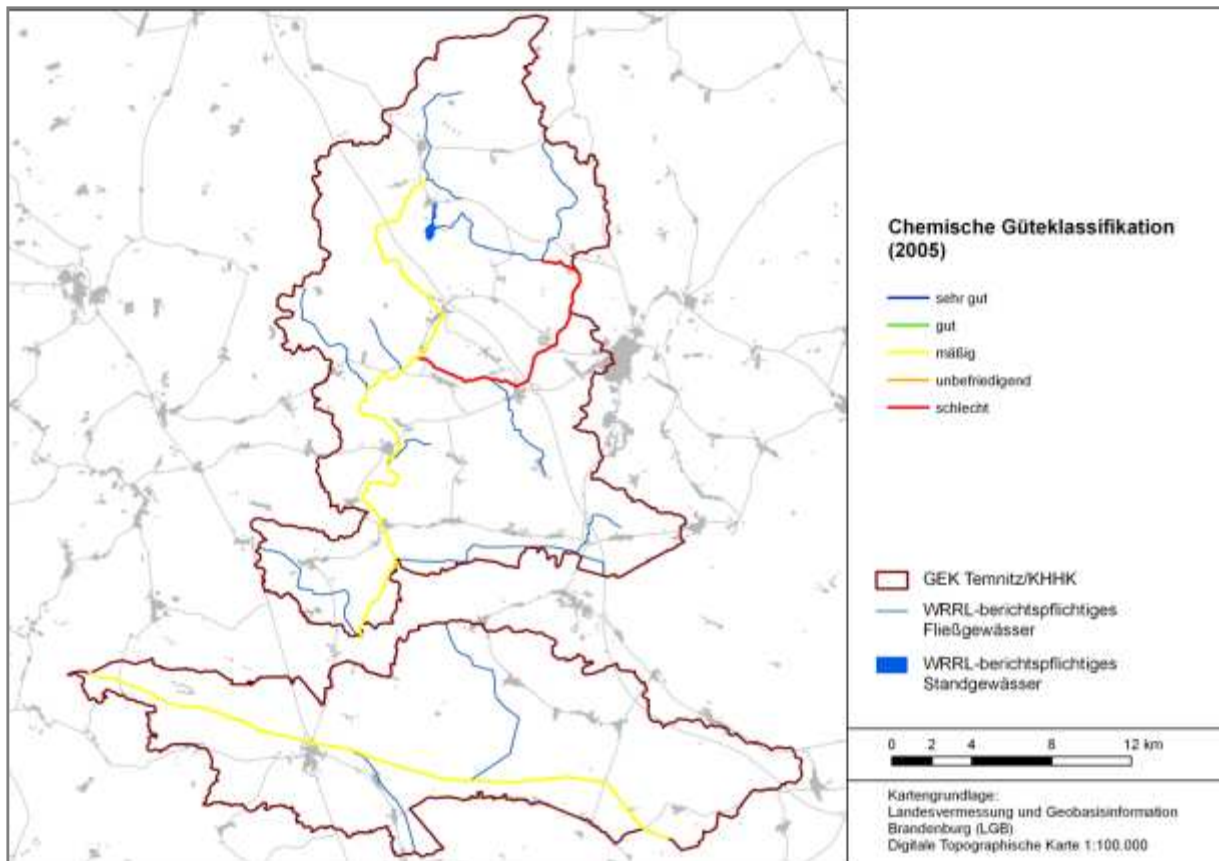 Chemische Güteklassifikation
(2005)
sehr gut
gut
mäßig
unbefriedigend
schlecht
GEK Temnitz/KHHK
WRRL-berichtspflichtiges
Fließgewässer
WRRL-berichtspflichtiges
Standgewässer
0 2 4 8 12 km
Kartengrundlage:
Landesvermessung und Geobasisinformation
Brandenburg (LGB)
Digitale Topographische Karte 1:100.000